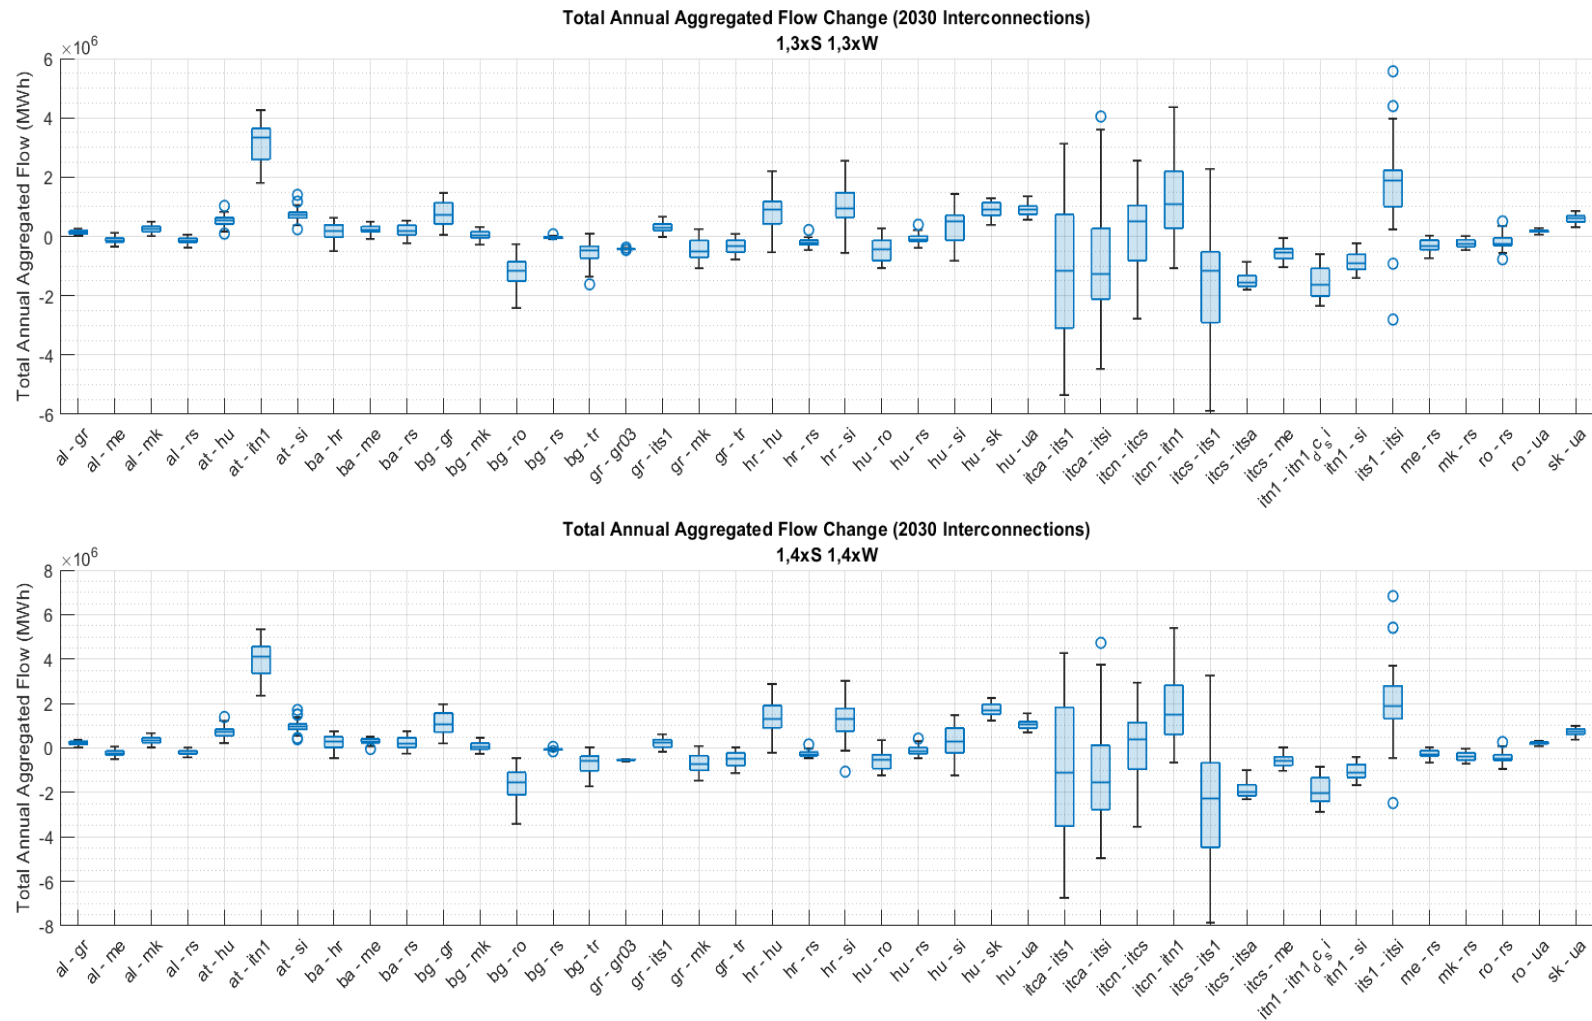 Total Annual Aggregated Flow Change (2030 Interconnections)
1,3xS 1,3xW
×10^6
Total Annual Aggregated Flow (MWh)
6
4
2
0
-2
-4
-6
al - gr
al - me
al - mk
al - rs
at - hu
at - itn1
at - si
ba - hr
ba - me
ba - rs
bg - gr
bg - mk
bg - ro
bg - rs
bg - tr
gr - gr03
gr - its1
gr - mk
gr - tr
hr - hu
hr - rs
hr - si
hu - ro
hu - rs
hu - si
hu - sk
hu - ua
itca - its1
itca - itsi
itcn - itcs
itcn - itn1
itcs - its1
itcs - itsa
itcs - me
itn1 - itn1_dc_si
itn1 - si
its1 - itsi
me - rs
mk - rs
ro - rs
ro - ua
sk - ua
Total Annual Aggregated Flow Change (2030 Interconnections)
1,4xS 1,4xW
×10^6
Total Annual Aggregated Flow (MWh)
8
6
4
2
0
-2
-4
-6
-8
al - gr
al - me
al - mk
al - rs
at - hu
at - itn1
at - si
ba - hr
ba - me
ba - rs
bg - gr
bg - mk
bg - ro
bg - rs
bg - tr
gr - gr03
gr - its1
gr - mk
gr - tr
hr - hu
hr - rs
hr - si
hu - ro
hu - rs
hu - si
hu - sk
hu - ua
itca - its1
itca - itsi
itcn - itcs
itcn - itn1
itcs - its1
itcs - itsa
itcs - me
itn1 - itn1_dc_si
itn1 - si
its1 - itsi
me - rs
mk - rs
ro - rs
ro - ua
sk - ua